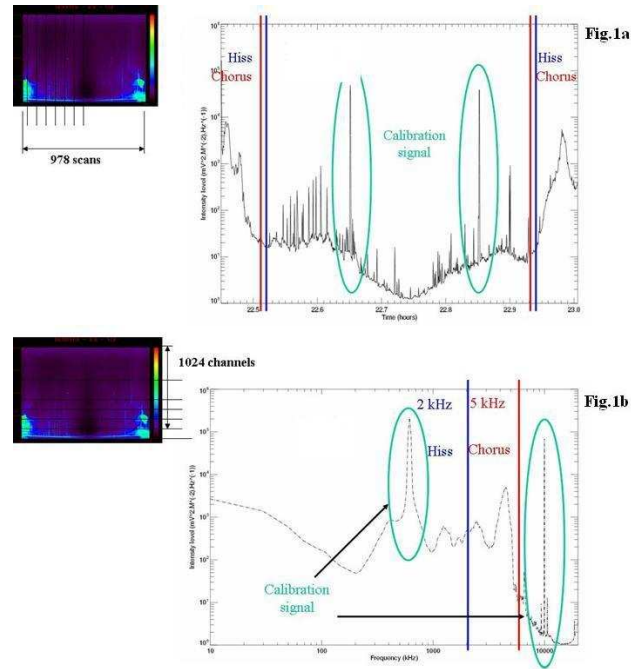 Fig.1a
Hiss
Chorus
Hiss
Chorus
Calibration
signal
978 scans
Intensity level (mV^2.M^(-2).Hz^(-1))
22.5
22.6
22.7
22.8
22.9
23.0
Time (hours)
1024 channels
Fig.1b
2 kHz
5 kHz
Hiss
Chorus
Calibration
signal
Intensity level (mV^2.M^(-2).Hz^(-1))
10
100
1000
10000
Frequency (kHz)